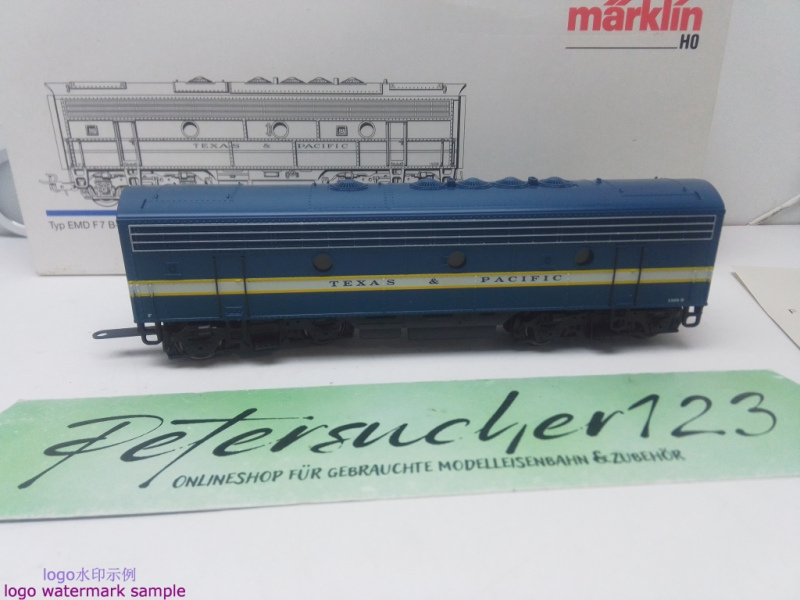 märklin
H0
TEXAS & PACIFIC
Typ EMD F7 B
TEXAS & PACIFIC
Petersucher123
ONLINESHOP FÜR GEBRAUCHTE MODELLEISENBAHN & ZUBEHÖR
logo水印示例
logo watermark sample